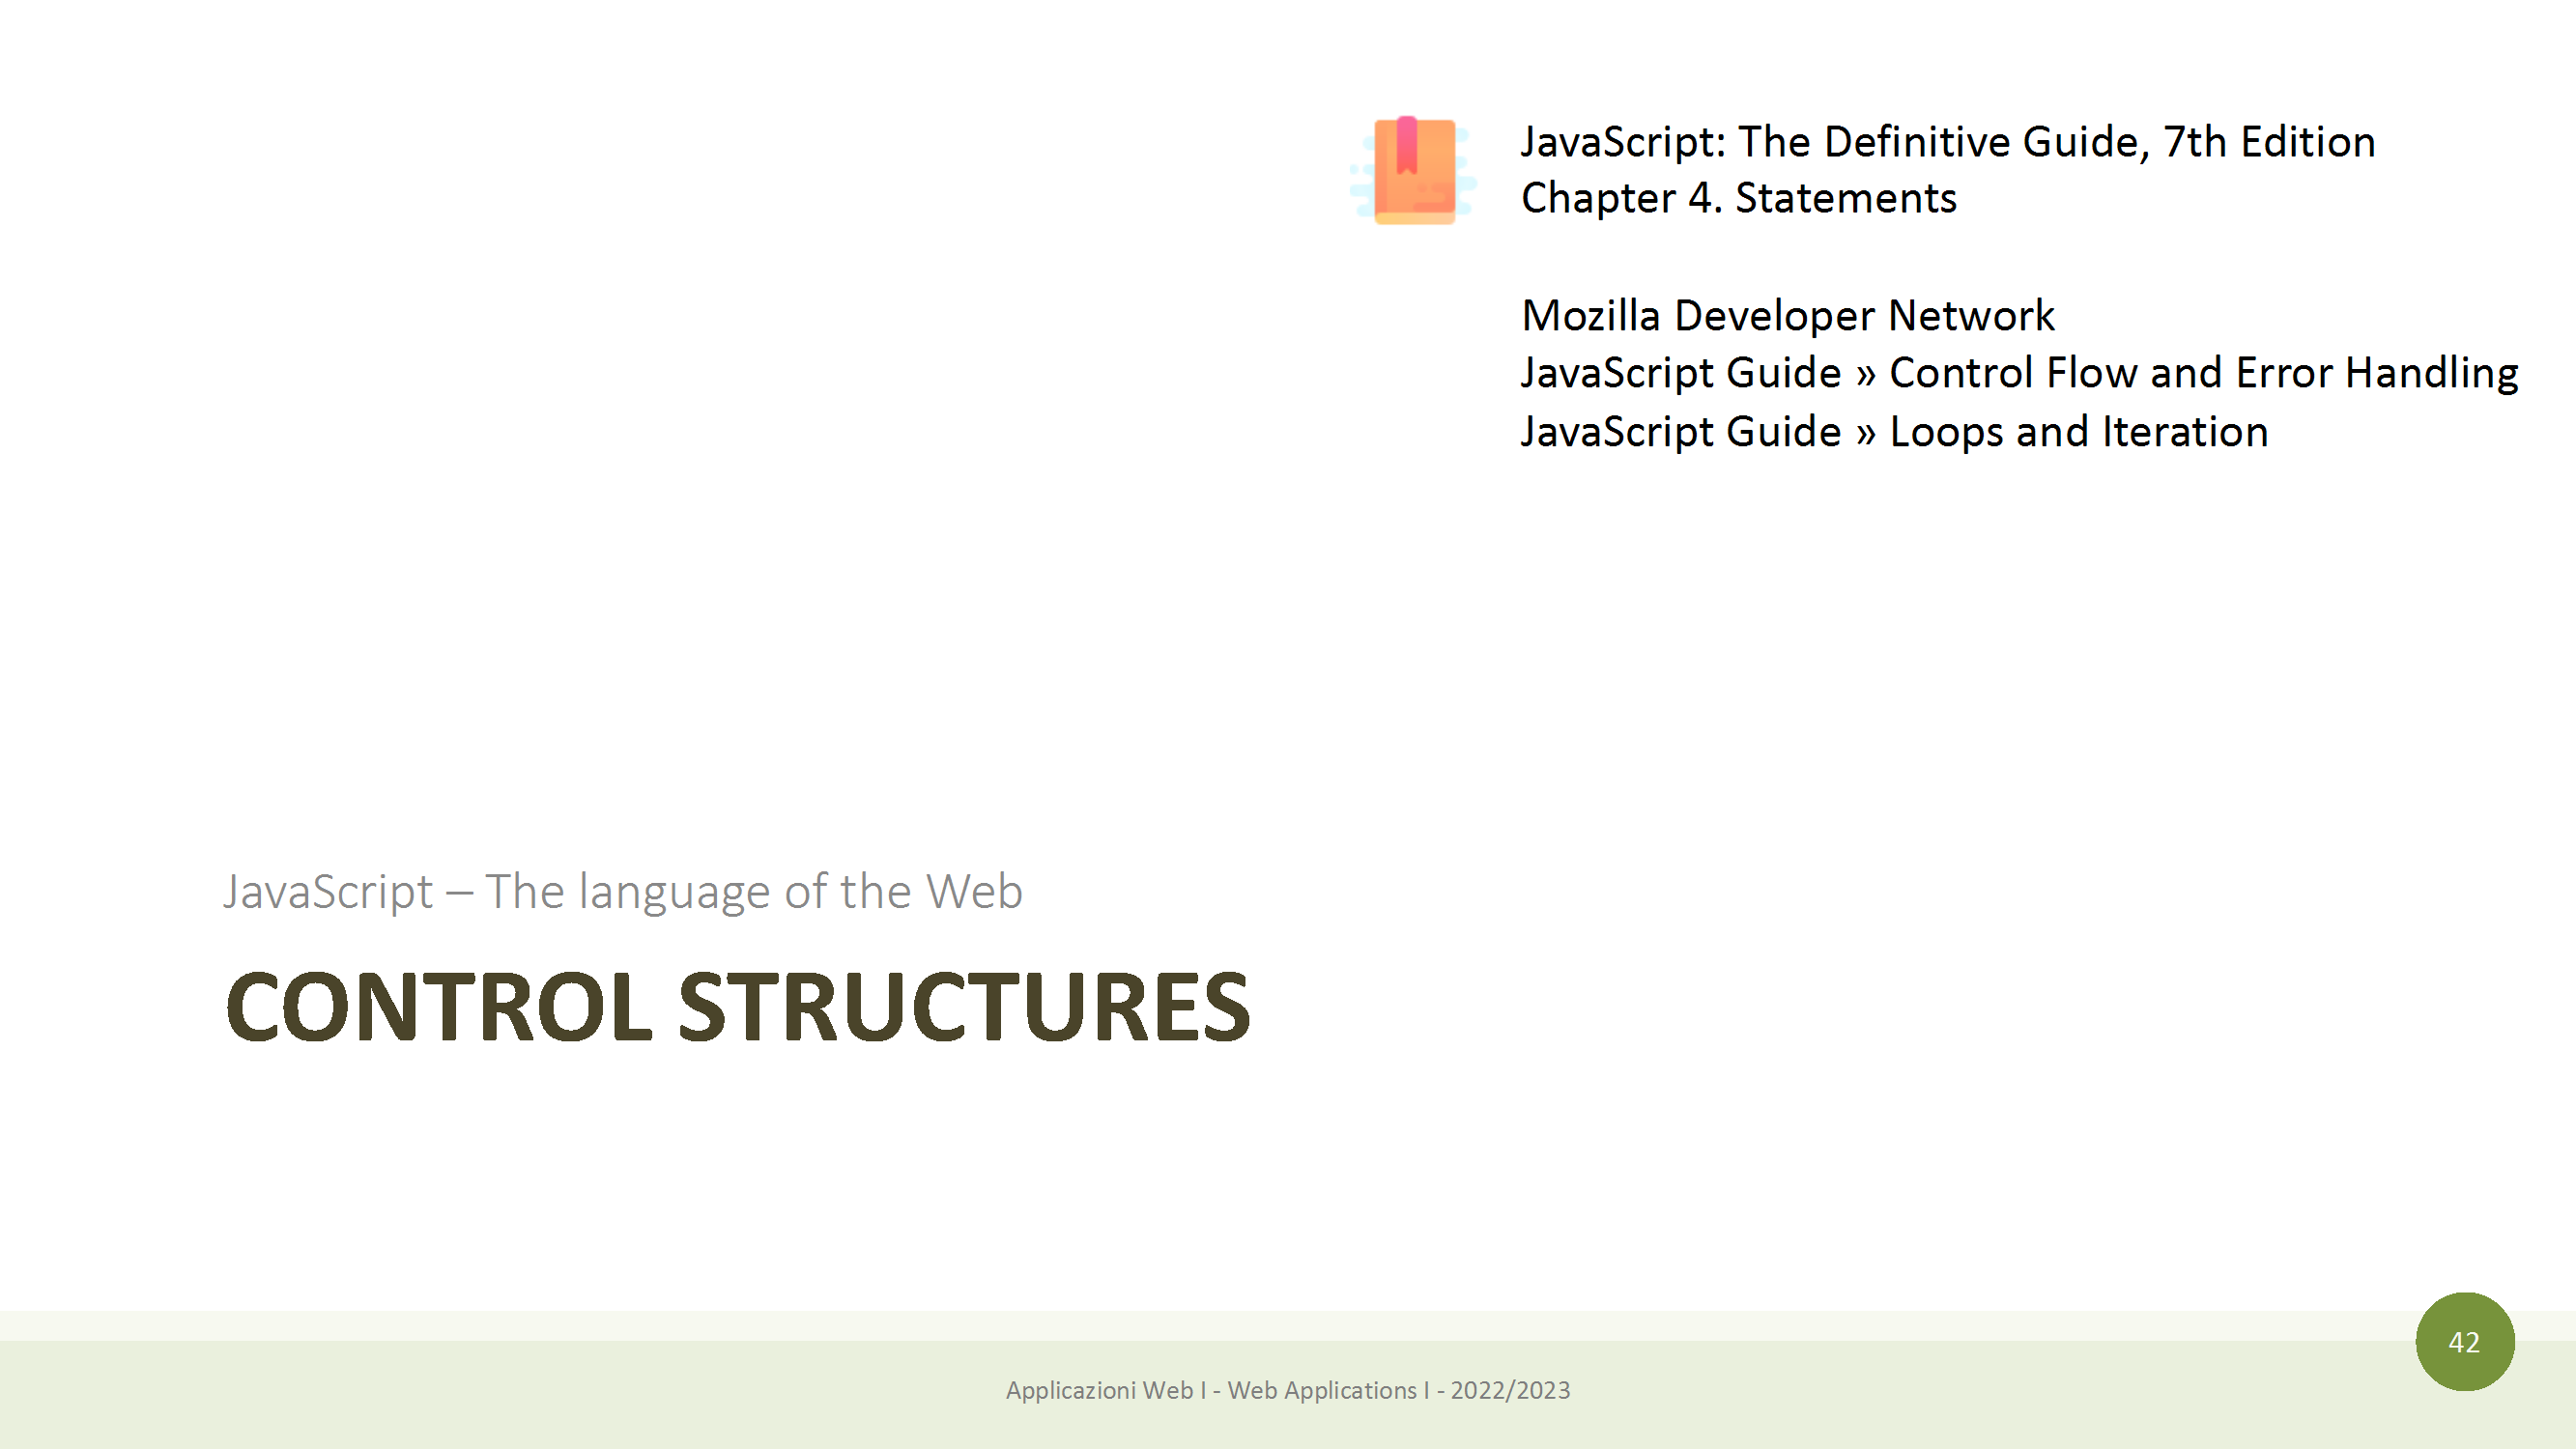 JavaScript: The Definitive Guide, 7th Edition
Chapter 4. Statements
Mozilla Developer Network
JavaScript Guide » Control Flow and Error Handling
JavaScript Guide » Loops and Iteration
JavaScript – The language of the Web
CONTROL STRUCTURES
42
Applicazioni Web I - Web Applications I - 2022/2023